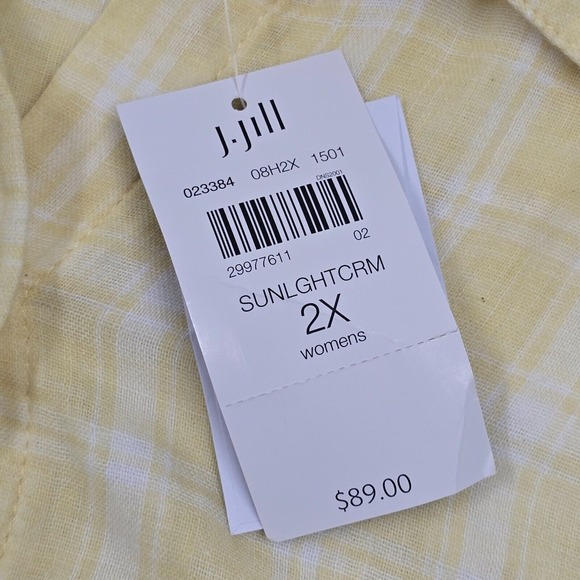 J.Jill
023384 08H2X 1501
DNS2001
29977611 02
SUNLGHTCRM
2X
womens
$89.00